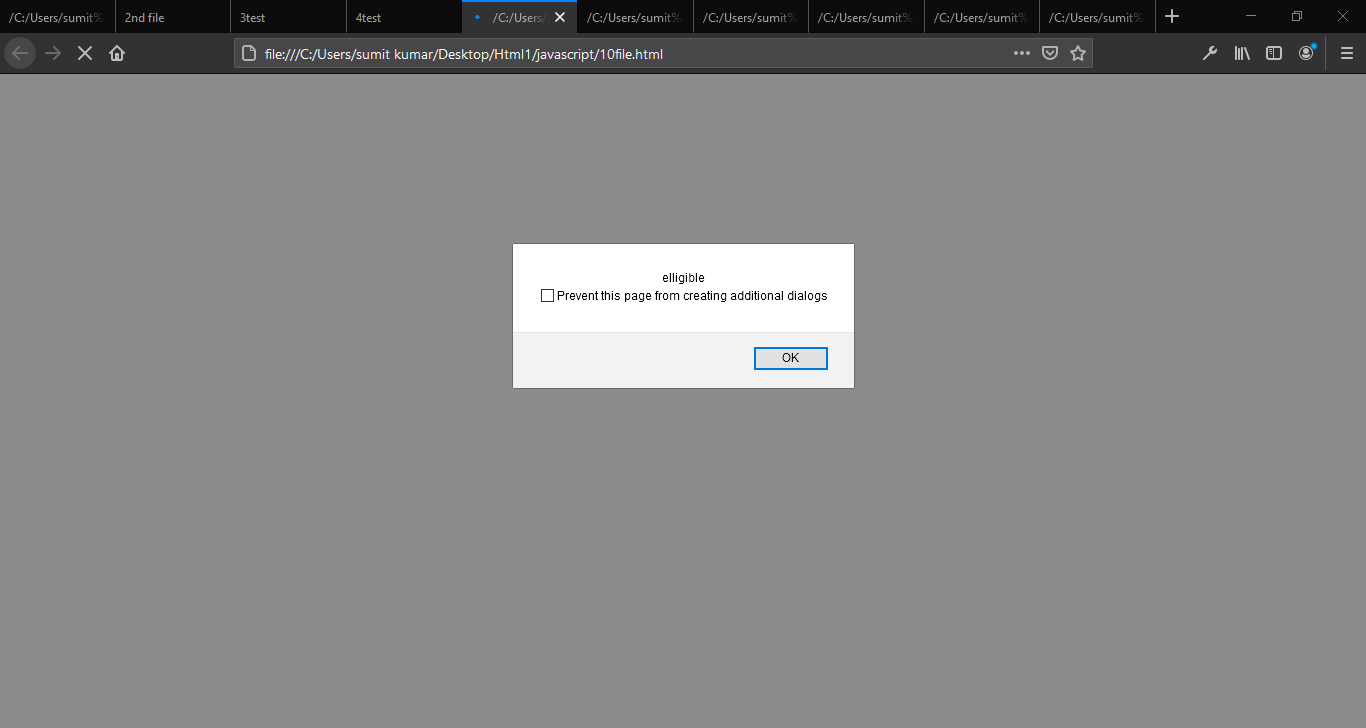 /C:/Users/sumit%
2nd file
3test
4test
/C:/Users/
/C:/Users/sumit%
/C:/Users/sumit%
/C:/Users/sumit%
/C:/Users/sumit%
/C:/Users/sumit%
file:///C:/Users/sumit kumar/Desktop/Html1/javascript/10file.html
elligible
Prevent this page from creating additional dialogs
OK